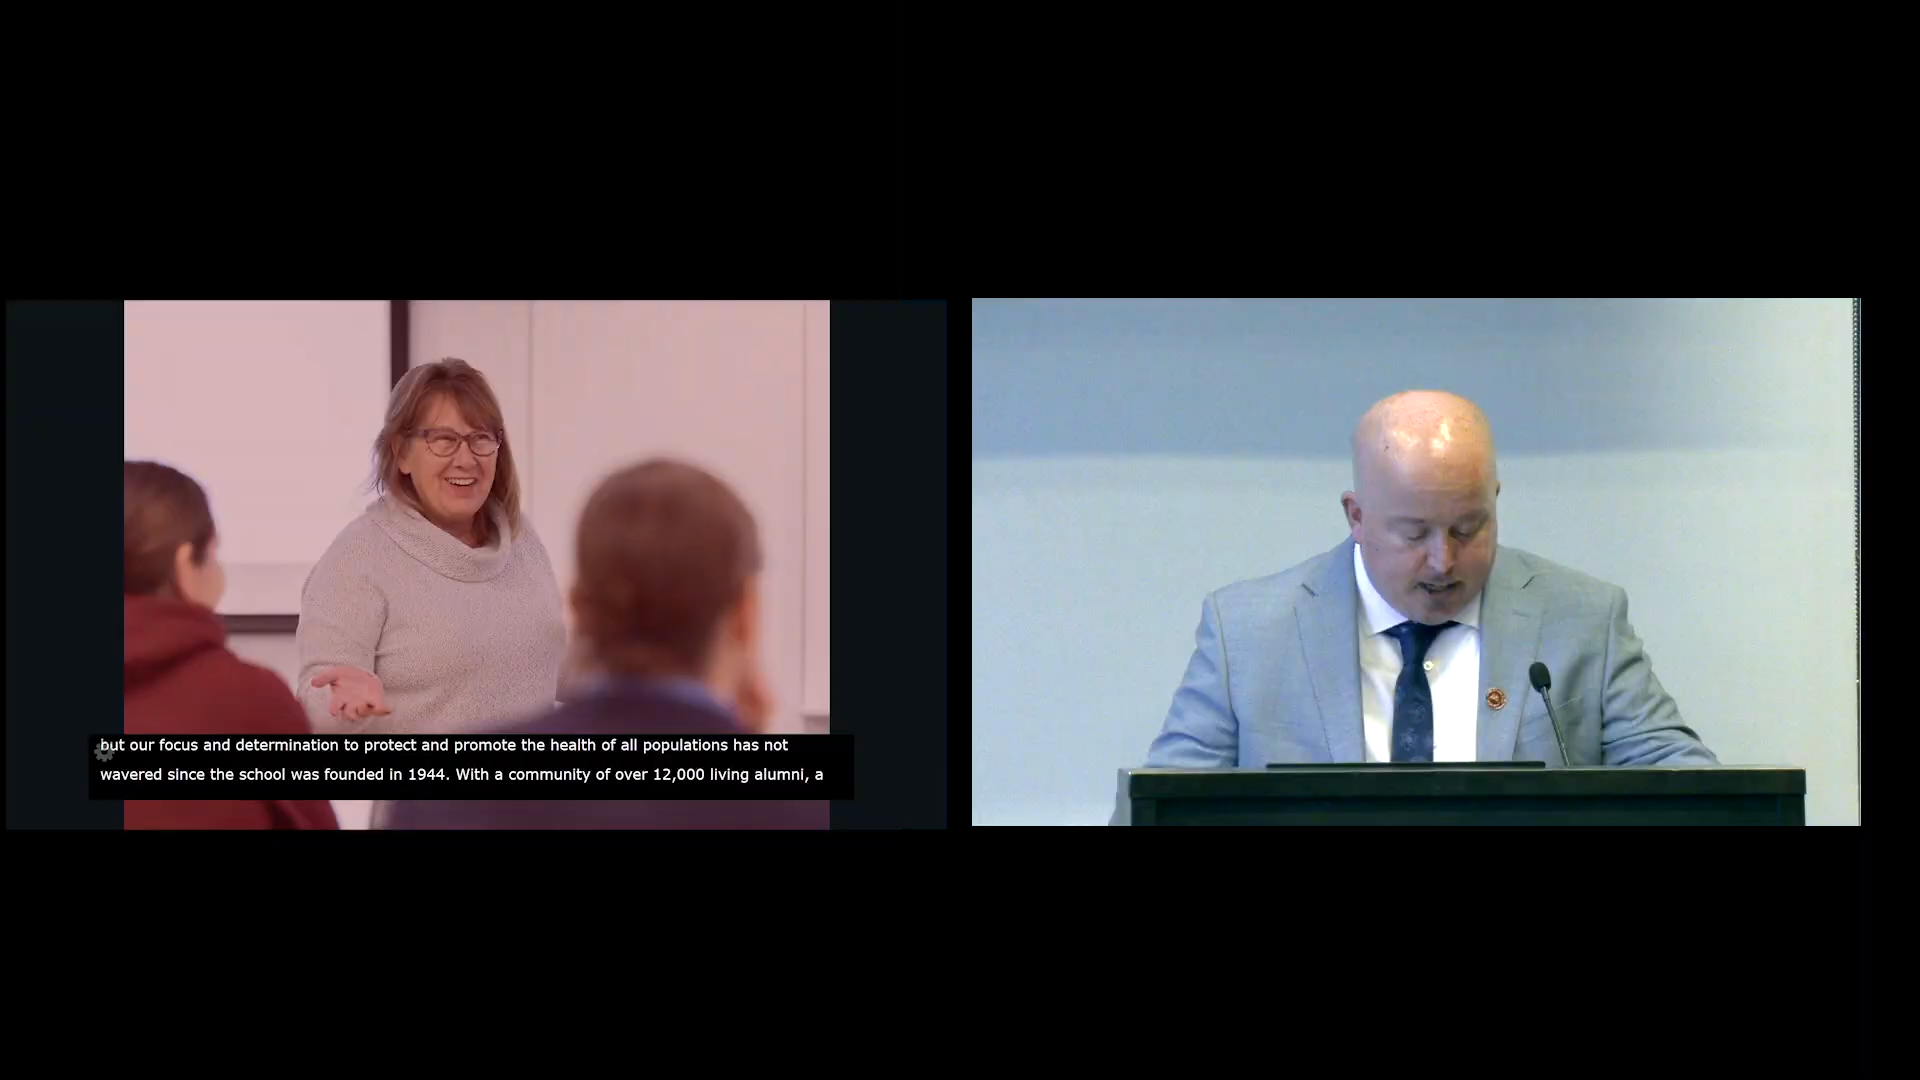 but our focus and determination to protect and promote the health of all populations has not
wavered since the school was founded in 1944. With a community of over 12,000 living alumni, a